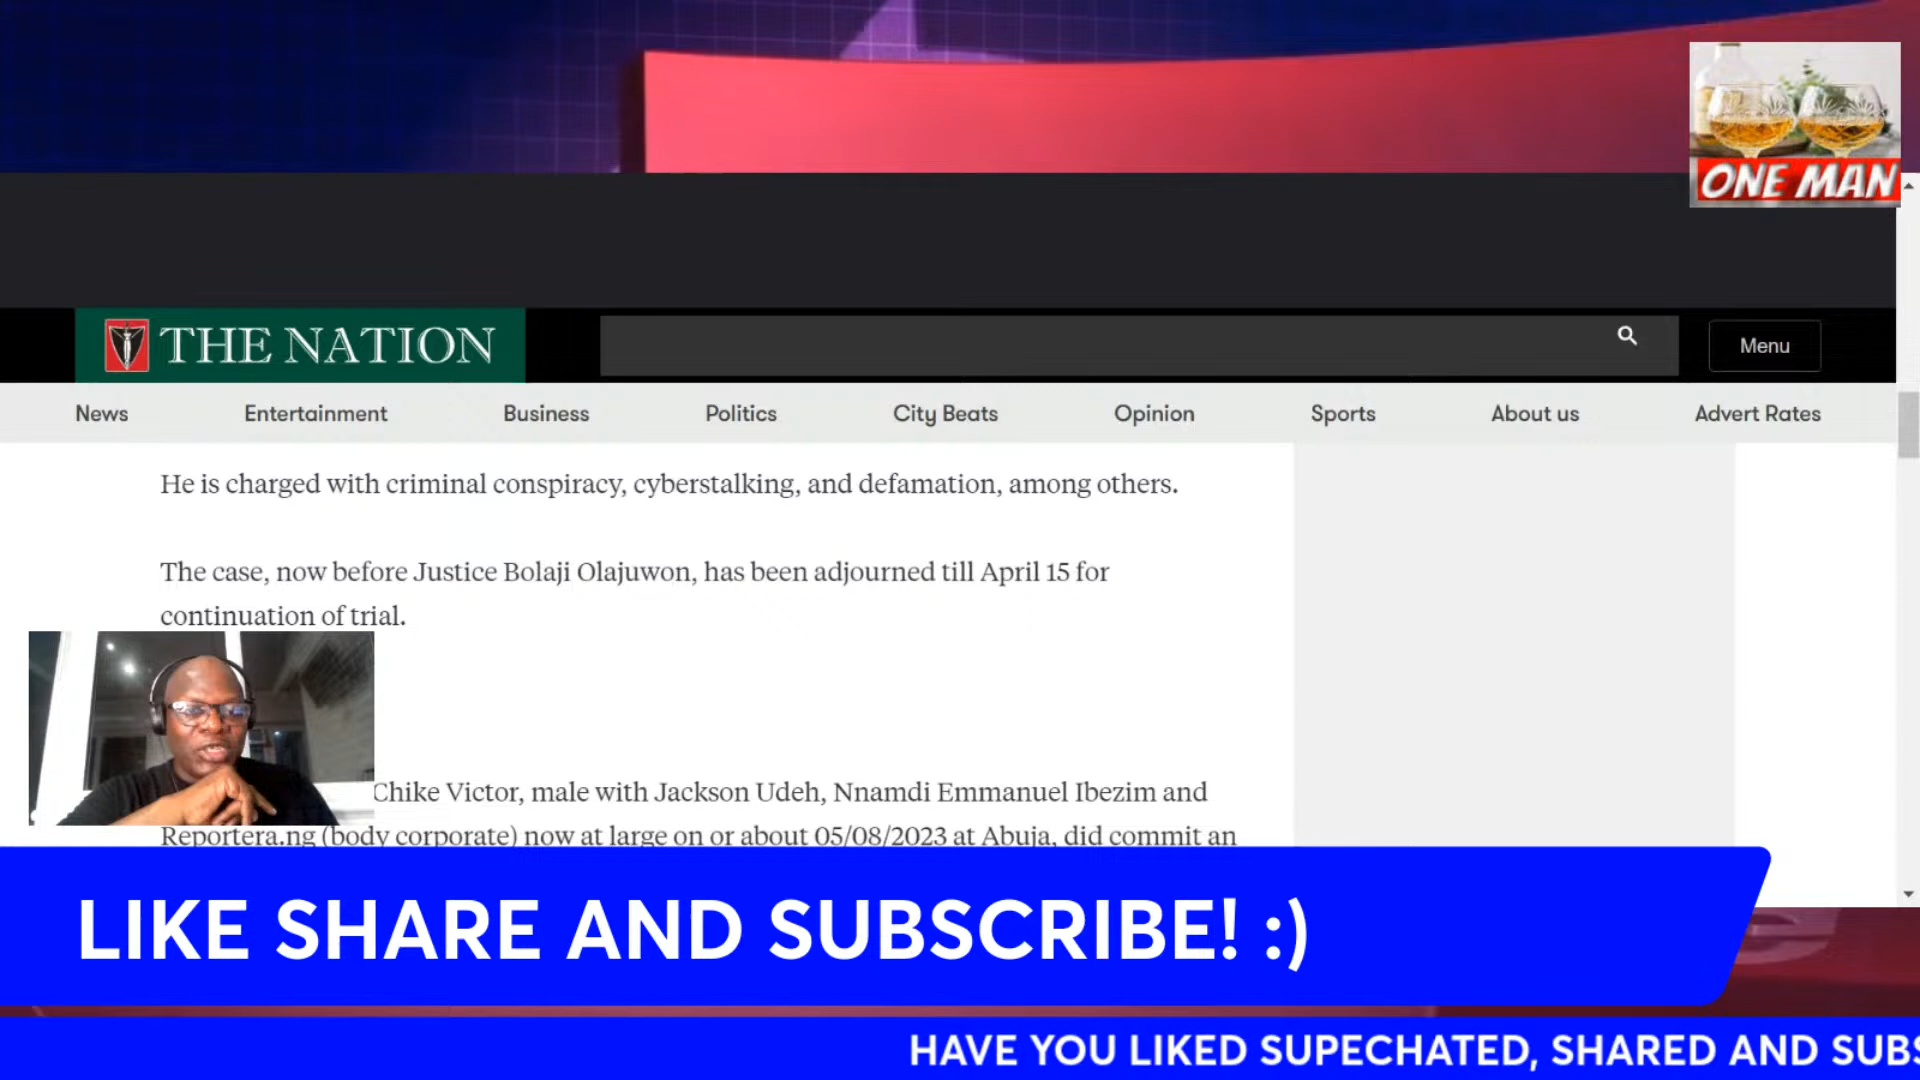 ONE MAN
THE NATION
Menu
News Entertainment Business Politics City Beats Opinion Sports About us Advert Rates
He is charged with criminal conspiracy, cyberstalking, and defamation, among others.
The case, now before Justice Bolaji Olajuwon, has been adjourned till April 15 for
continuation of trial.
Chike Victor, male with Jackson Udeh, Nnamdi Emmanuel Ibezim and
Reportera.ng (body corporate) now at large on or about 05/08/2023 at Abuja, did commit an
LIKE SHARE AND SUBSCRIBE! :)
HAVE YOU LIKED SUPECHATED, SHARED AND SUBS